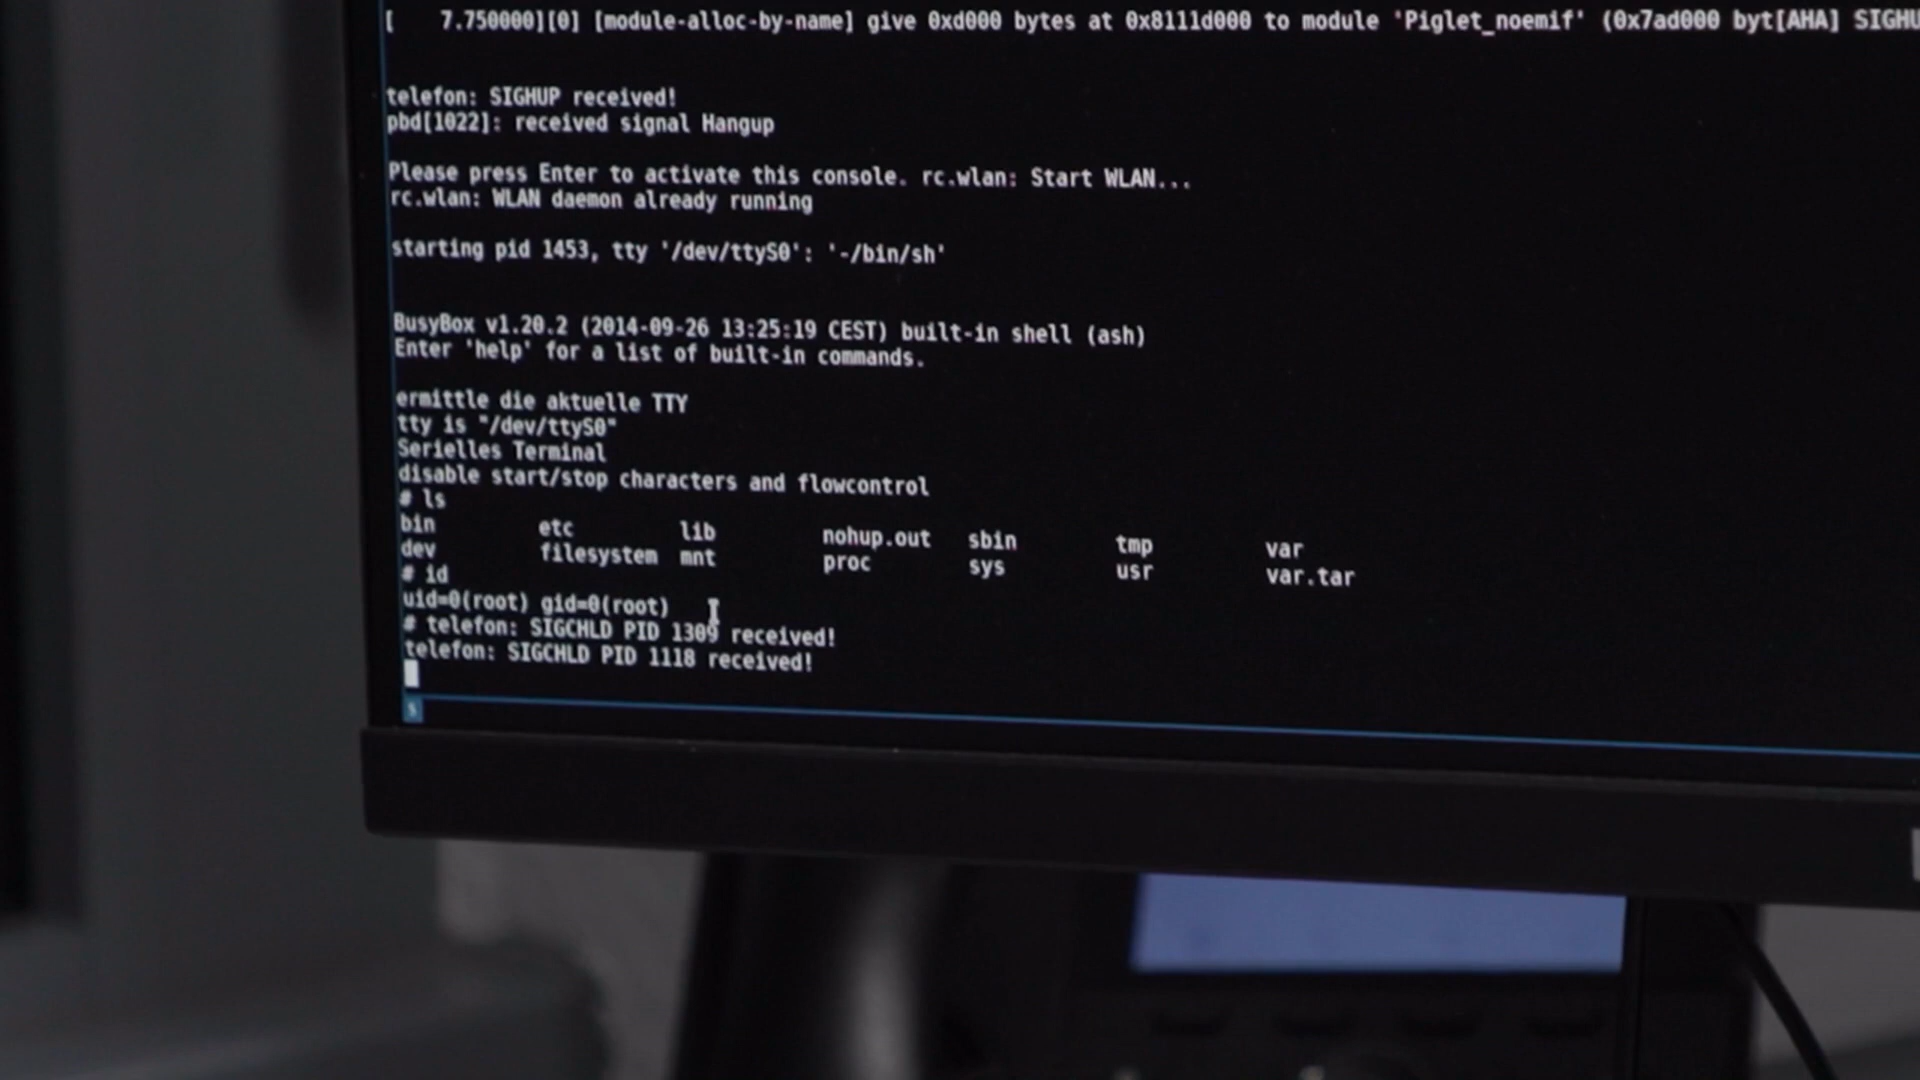 [    7.750000][0] [module-alloc-by-name] give 0xd000 bytes at 0x8111d000 to module 'Piglet_noemif' (0x7ad000 byt[AHA] SIGHU
telefon: SIGHUP received!
pbd[1022]: received signal Hangup
Please press Enter to activate this console. rc.wlan: Start WLAN...
rc.wlan: WLAN daemon already running
starting pid 1453, tty '/dev/ttyS0': '-/bin/sh'
BusyBox v1.20.2 (2014-09-26 13:25:19 CEST) built-in shell (ash)
Enter 'help' for a list of built-in commands.
ermittle die aktuelle TTY
tty is "/dev/ttyS0"
Serielles Terminal
disable start/stop characters and flowcontrol
# ls
bin etc lib nohup.out sbin tmp var
dev filesystem mnt proc sys usr var.tar
# id
uid=0(root) gid=0(root)
# telefon: SIGCHLD PID 1309 received!
telefon: SIGCHLD PID 1118 received!
s